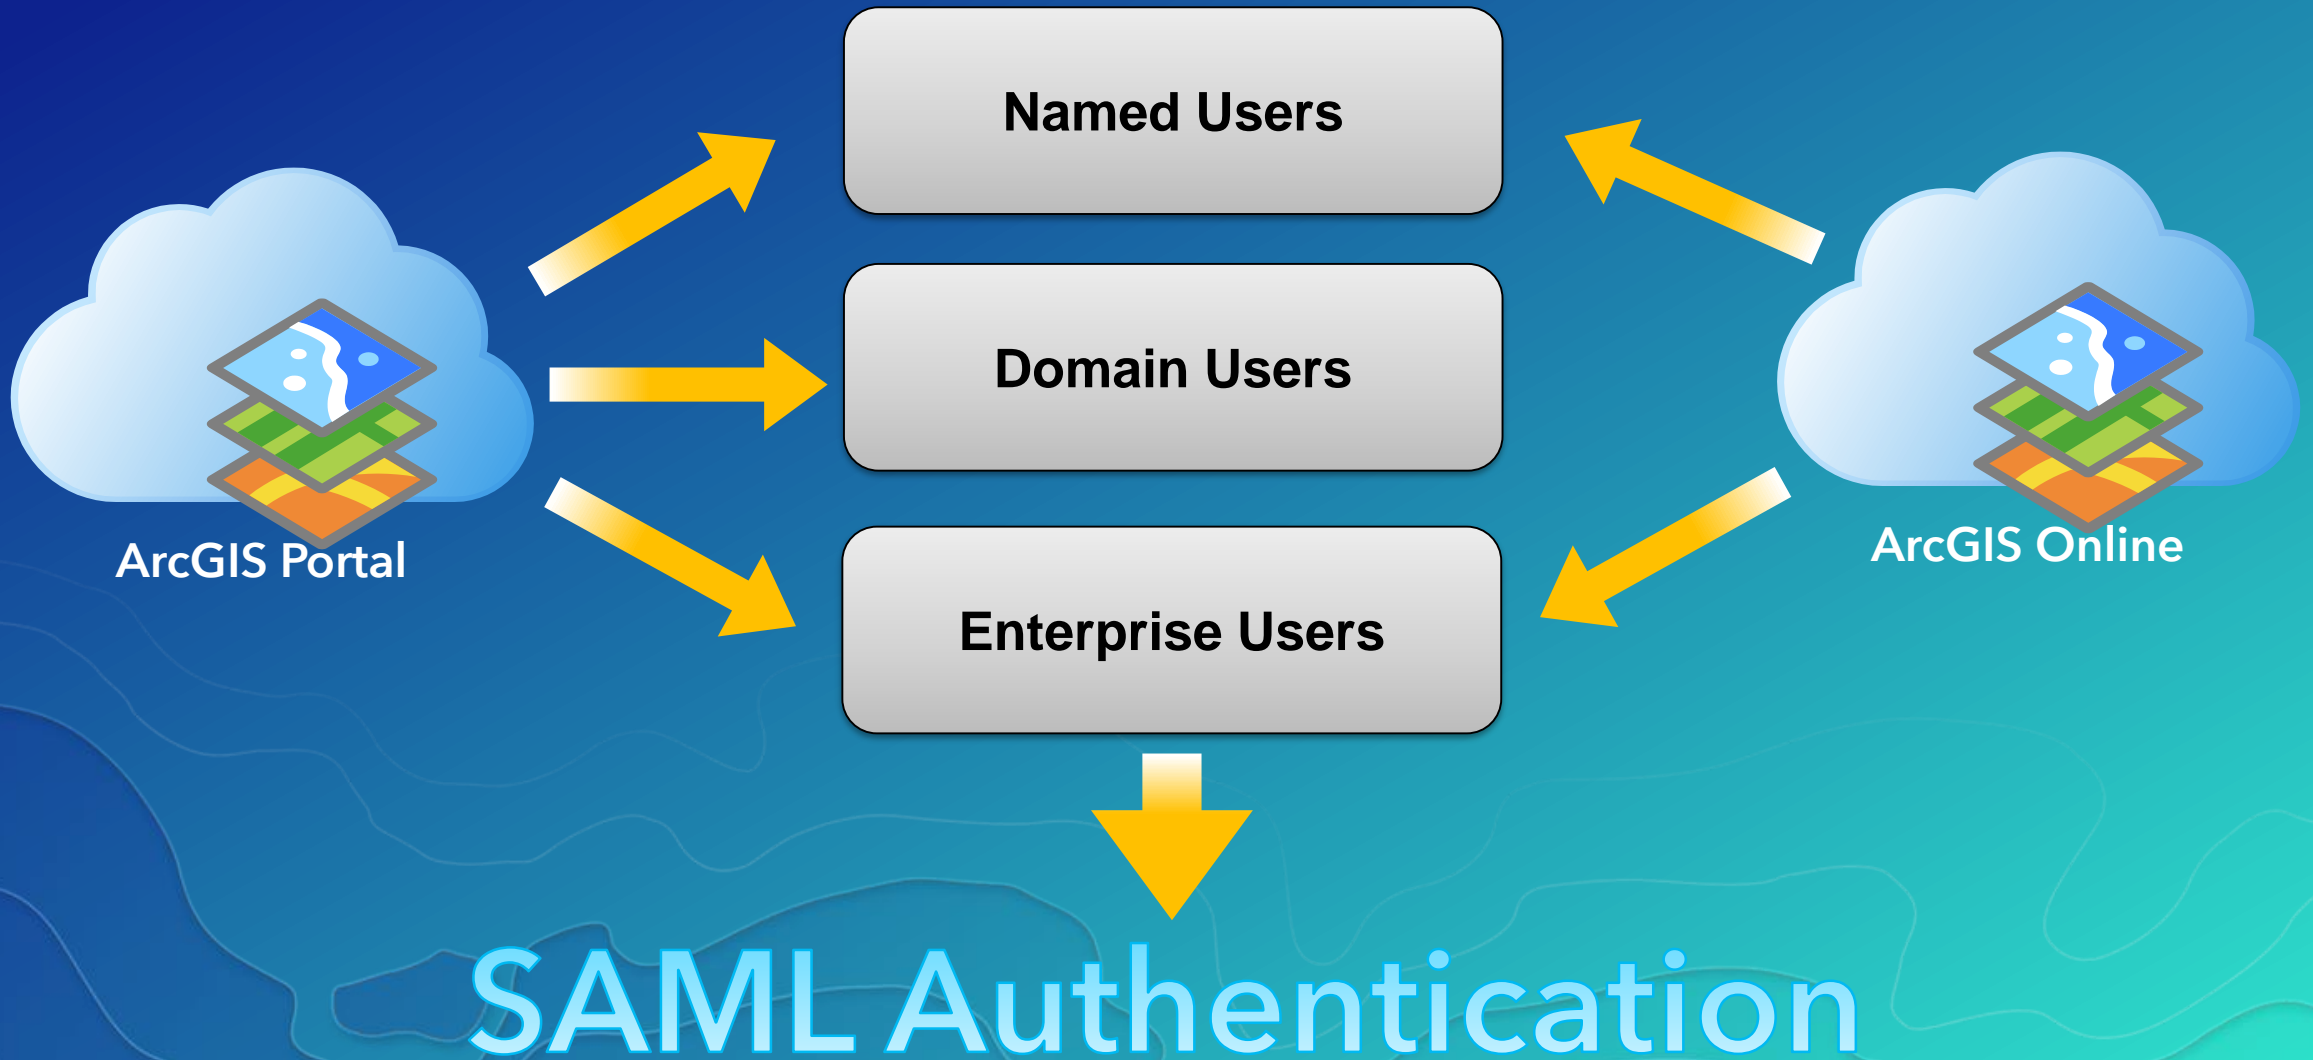 Named Users
Domain Users
ArcGIS Portal
ArcGIS Online
Enterprise Users
SAML Authentication